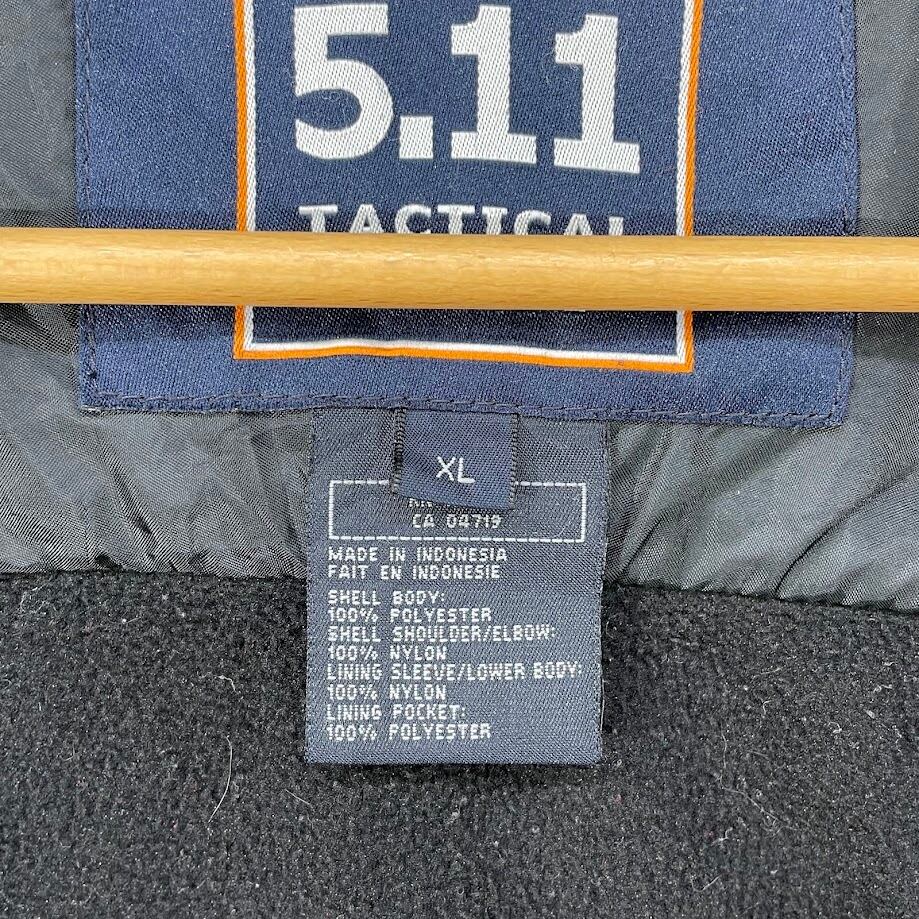 5.11
TACTICAL
XL
CA 04719
MADE IN INDONESIA
FAIT EN INDONESIE
SHELL BODY:
100% POLYESTER
SHELL SHOULDER/ELBOW:
100% NYLON
LINING SLEEVE/LOWER BODY:
100% NYLON
LINING POCKET:
100% POLYESTER